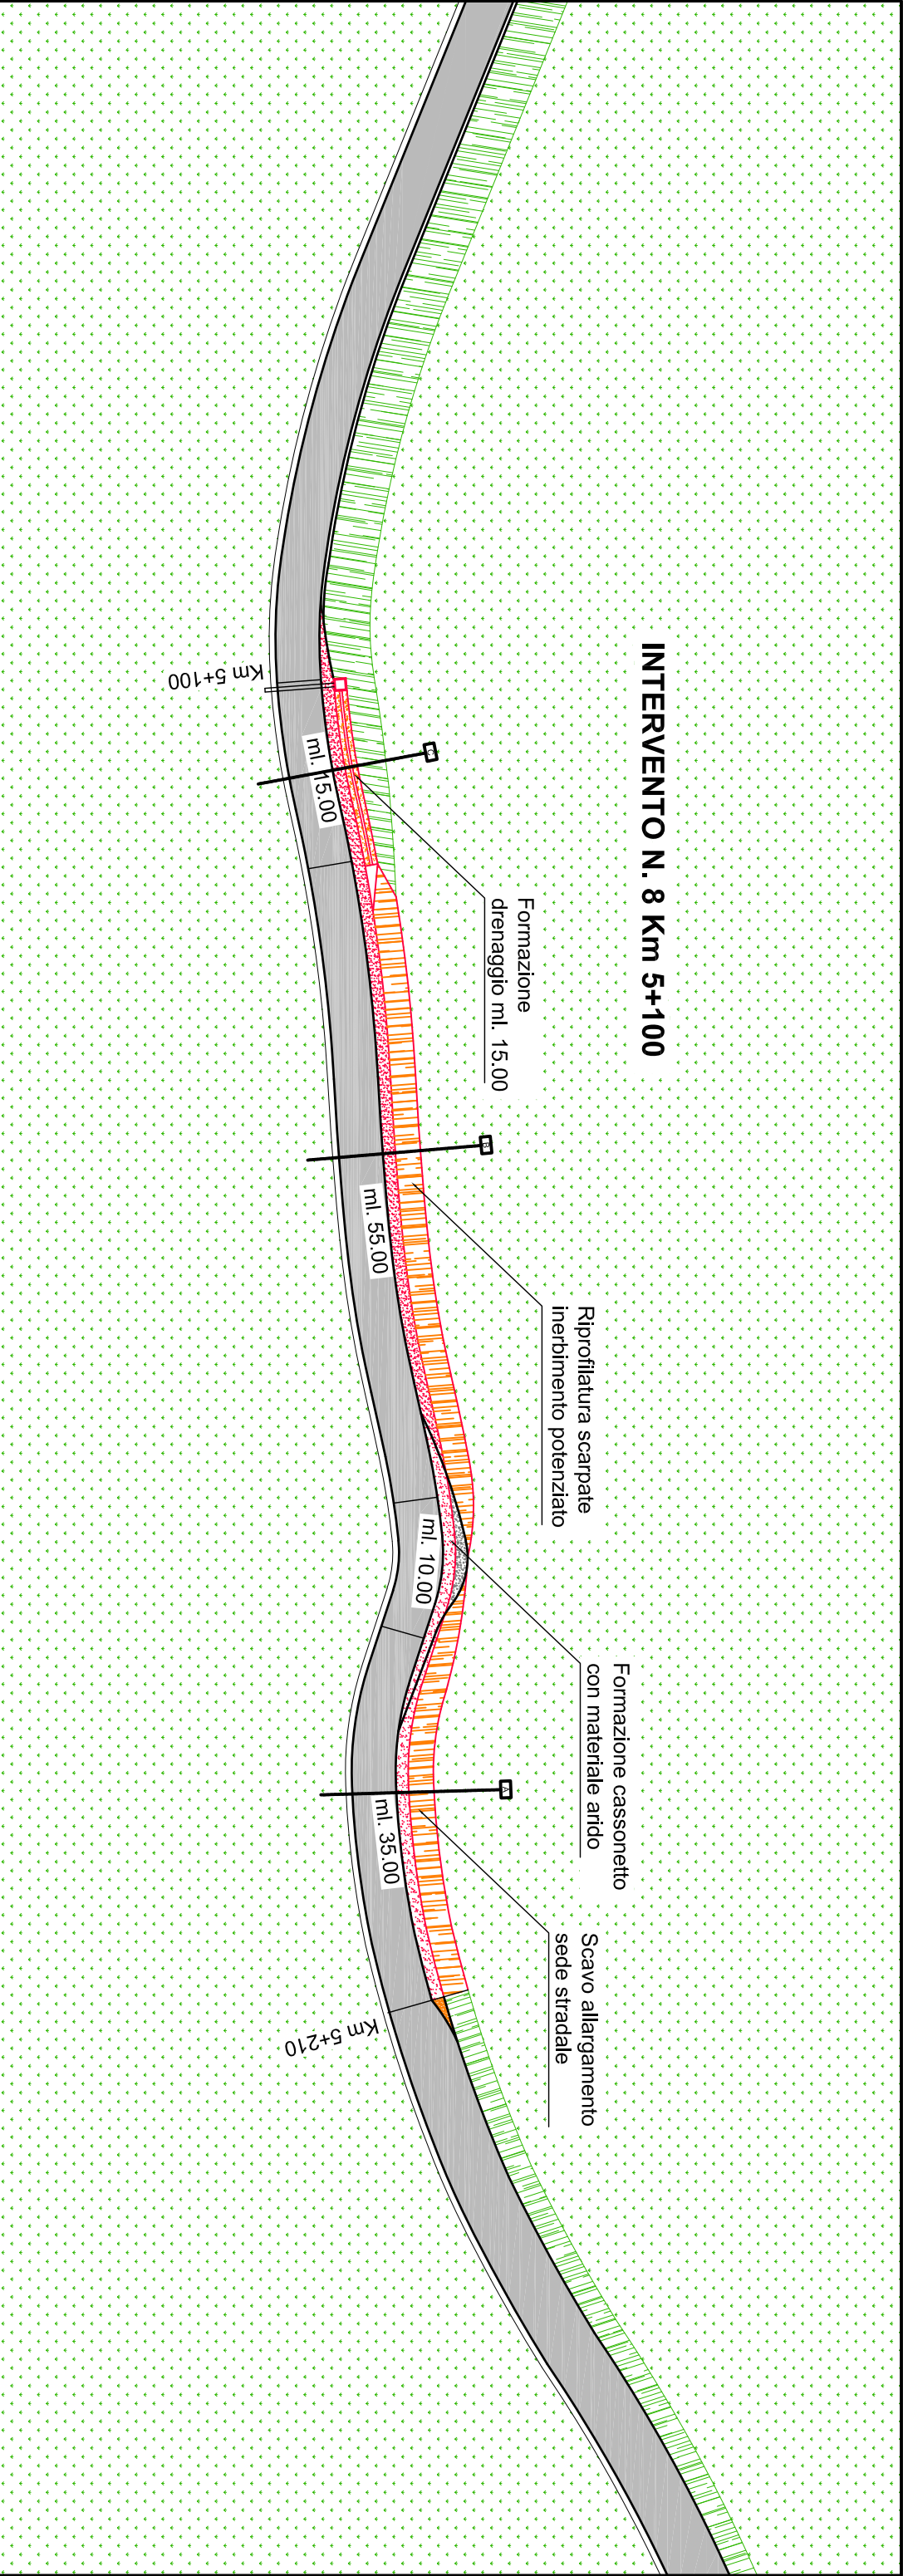 INTERVENTO N. 8 Km 5+100
Km 5+100
C
ml. 15.00
Formazione
drenaggio ml. 15.00
B
ml. 55.00
Riprofilatura scarpate
inerbimento potenziato
ml. 10.00
Formazione cassonetto
con materiale arido
A
ml. 35.00
Scavo allargamento
sede stradale
Km 5+210